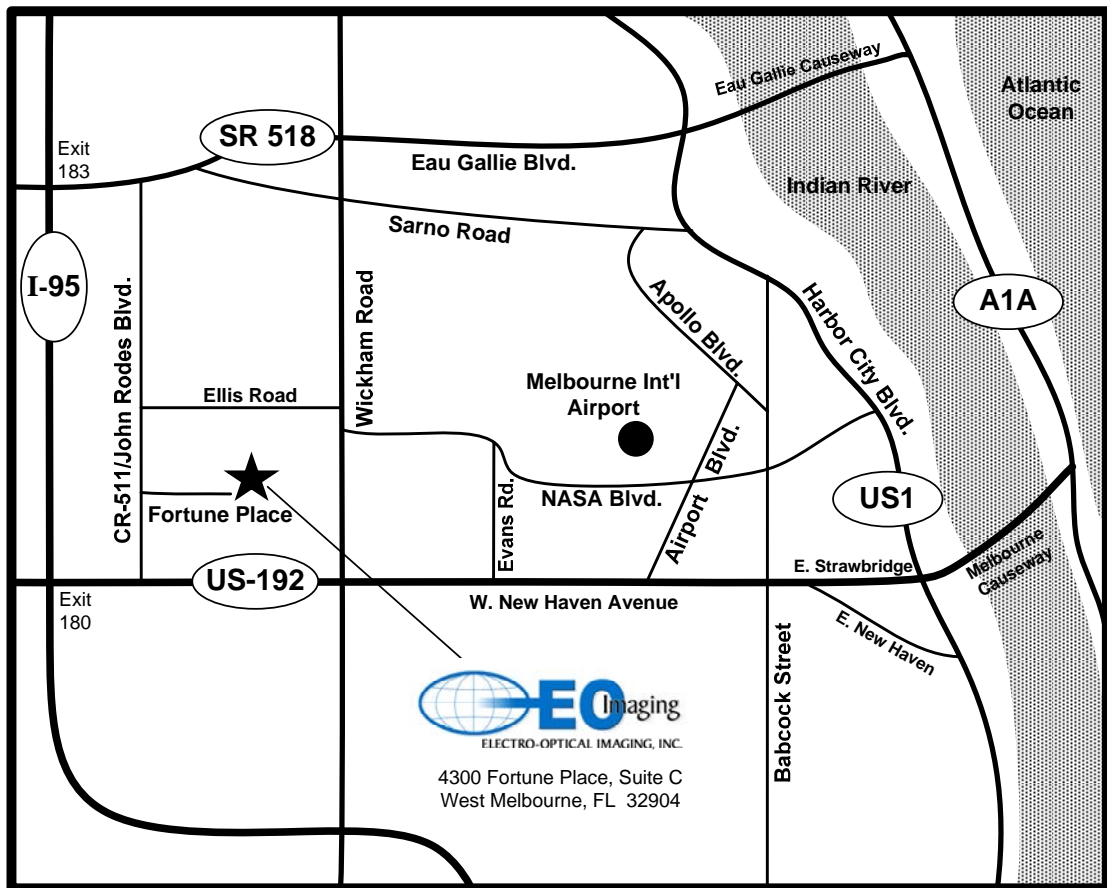 Eau Gallie Causeway
Atlantic
Ocean
Exit
183
SR 518
Eau Gallie Blvd.
Indian River
Sarno Road
I-95
CR-511/John Rodes Blvd.
Wickham Road
Apollo Blvd.
Harbor City Blvd.
A1A
Ellis Road
Melbourne Int'l
Airport
Fortune Place
Evans Rd.
NASA Blvd.
Airport Blvd.
US1
US-192
E. Strawbridge
Melbourne
Causeway
Exit
180
W. New Haven Avenue
E. New Haven
Babcock Street
EO Imaging
ELECTRO-OPTICAL IMAGING, INC.
4300 Fortune Place, Suite C
West Melbourne, FL 32904